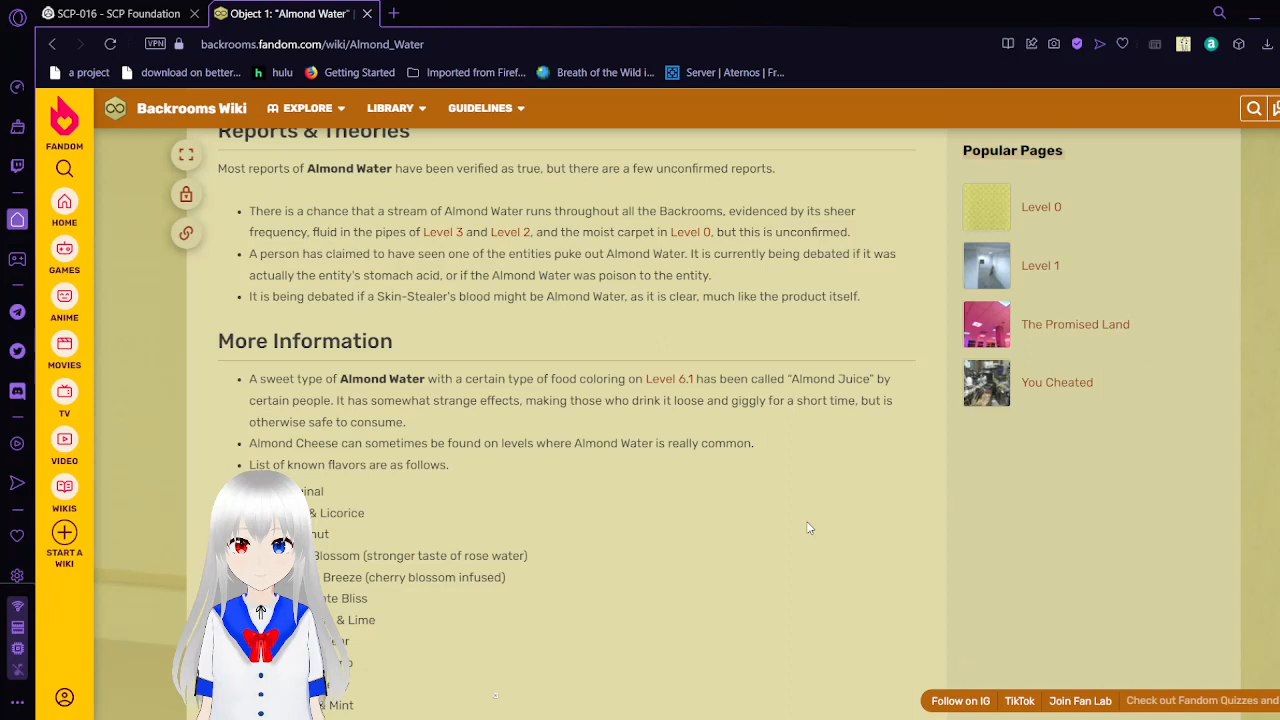 SCP-016 - SCP Foundation
Object 1: "Almond Water"
VPN
backrooms.fandom.com/wiki/Almond_Water
a project
download on better...
hulu
Getting Started
Imported from Firef...
Breath of the Wild i...
Server | Aternos | Fr...
FANDOM
HOME
GAMES
ANIME
MOVIES
TV
VIDEO
WIKIS
START A
WIKI
Backrooms Wiki
EXPLORE
LIBRARY
GUIDELINES
Reports & Theories
Most reports of Almond Water have been verified as true, but there are a few unconfirmed reports.
There is a chance that a stream of Almond Water runs throughout all the Backrooms, evidenced by its sheer
frequency, fluid in the pipes of Level 3 and Level 2, and the moist carpet in Level 0, but this is unconfirmed.
A person has claimed to have seen one of the entities puke out Almond Water. It is currently being debated if it was
actually the entity's stomach acid, or if the Almond Water was poison to the entity.
It is being debated if a Skin-Stealer's blood might be Almond Water, as it is clear, much like the product itself.
More Information
A sweet type of Almond Water with a certain type of food coloring on Level 6.1 has been called "Almond Juice" by
certain people. It has somewhat strange effects, making those who drink it loose and giggly for a short time, but is
otherwise safe to consume.
Almond Cheese can sometimes be found on levels where Almond Water is really common.
List of known flavors are as follows.
& Licorice
Blossom (stronger taste of rose water)
Breeze (cherry blossom infused)
Bliss
& Lime
& Mint
Popular Pages
Level 0
Level 1
The Promised Land
You Cheated
Follow on IG
TikTok
Join Fan Lab
Check out Fandom Quizzes and